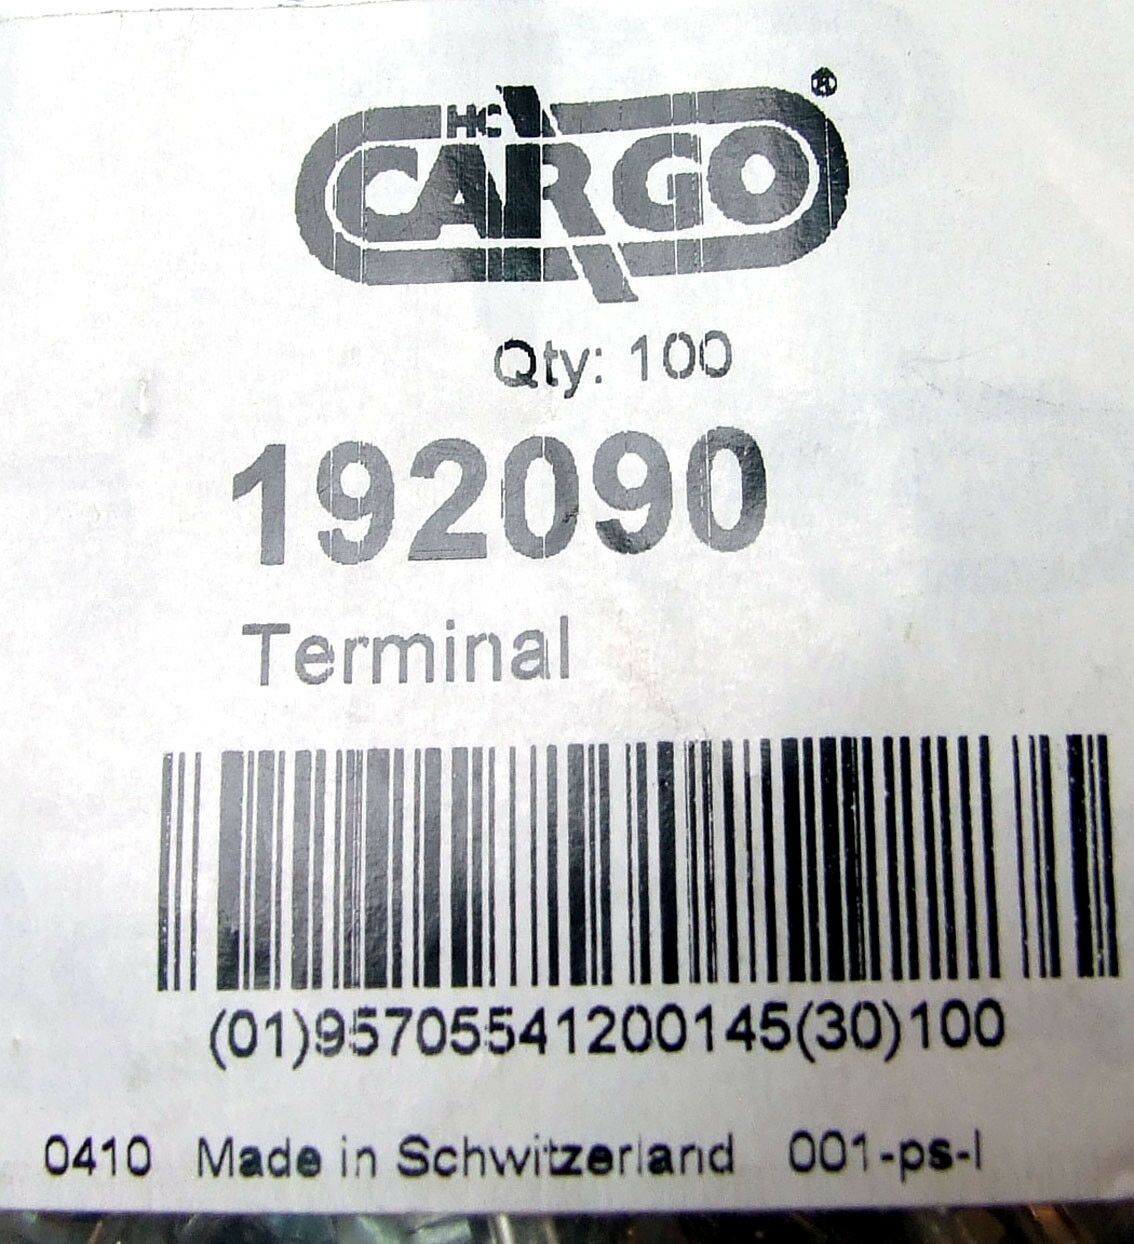 HC
CARGO®
Qty: 100
192090
Terminal
(01)95705541200145(30)100
0410 Made in Schwitzerland 001-ps-l